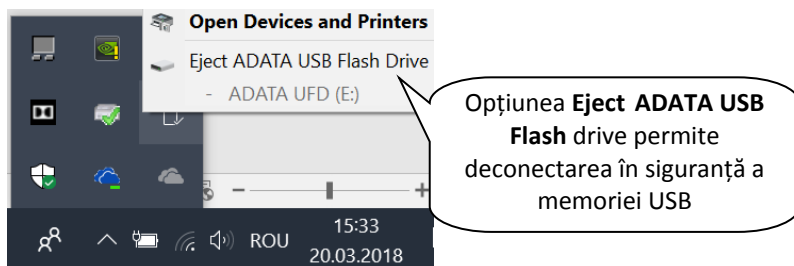 Open Devices and Printers
Eject ADATA USB Flash Drive
- ADATA UFD (E:)
Opțiunea Eject ADATA USB
Flash drive permite
deconectarea în siguranță a
memoriei USB
ROU
15:33
20.03.2018